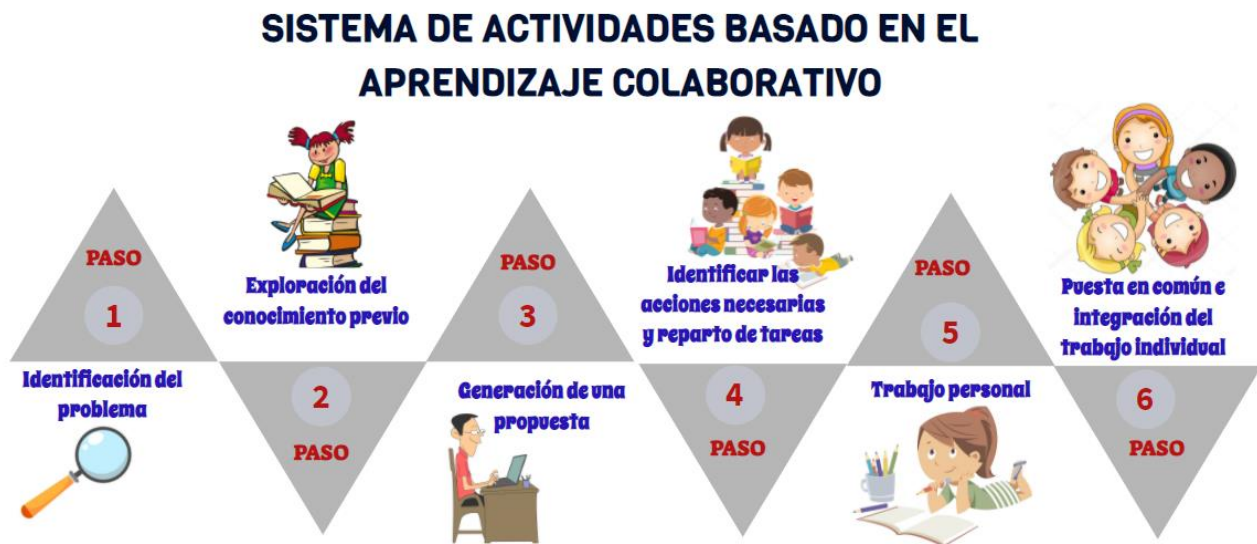 SISTEMA DE ACTIVIDADES BASADO EN EL
APRENDIZAJE COLABORATIVO
PASO
1
Identificación del
problema
Exploración del
conocimiento previo
2
PASO
PASO
3
Generación de una
propuesta
Identificar las
acciones necesarias
y reparto de tareas
4
PASO
PASO
5
Trabajo personal
Puesta en común e
integración del
trabajo individual
6
PASO